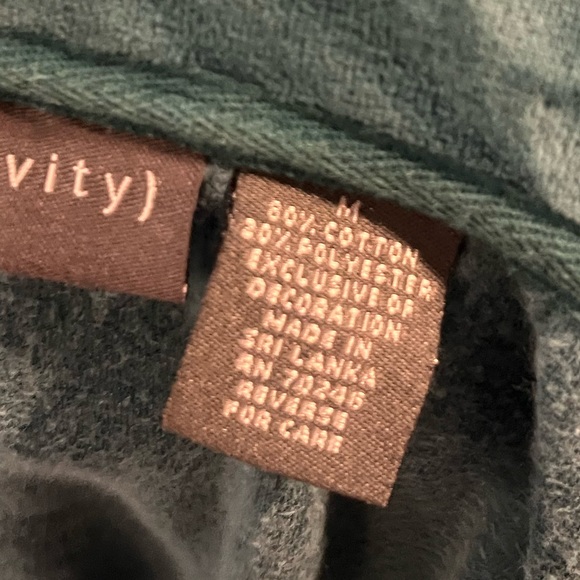 vity)
M
80% COTTON
20% POLYESTER
EXCLUSIVE OF
DECORATION
MADE IN
SRI LANKA
RN 70246
REVERSE
FOR CARE